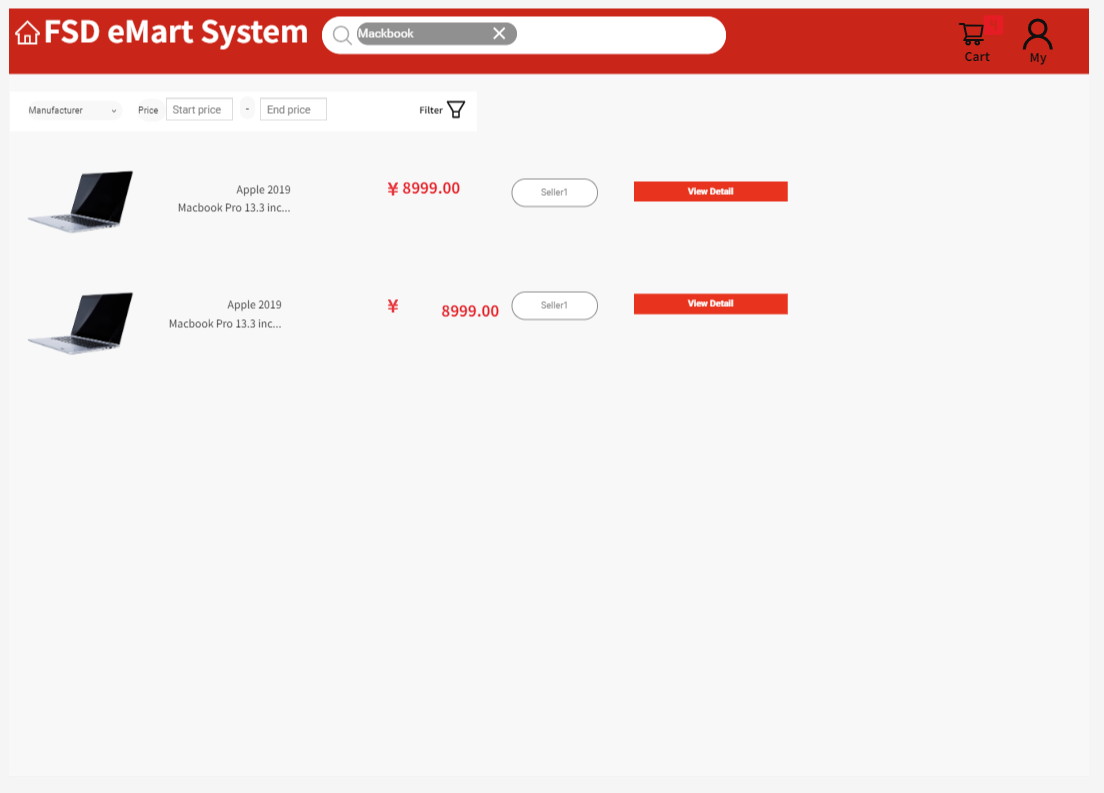 FSD eMart System
Mackbook
Cart
My
Manufacturer
Price
Start price
-
End price
Filter
Apple 2019
Macbook Pro 13.3 inc...
¥ 8999.00
Seller1
View Detail
Apple 2019
Macbook Pro 13.3 inc...
¥ 8999.00
Seller1
View Detail